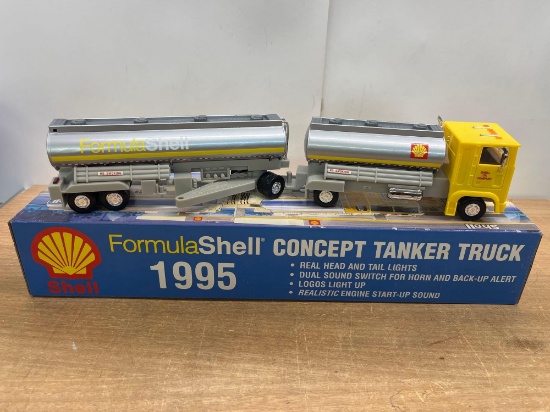 FormulaShell
FormulaShell® CONCEPT TANKER TRUCK
1995
Shell
• REAL HEAD AND TAIL LIGHTS
• DUAL SOUND SWITCH FOR HORN AND BACK-UP ALERT
• LOGOS LIGHT UP
• REALISTIC ENGINE START-UP SOUND